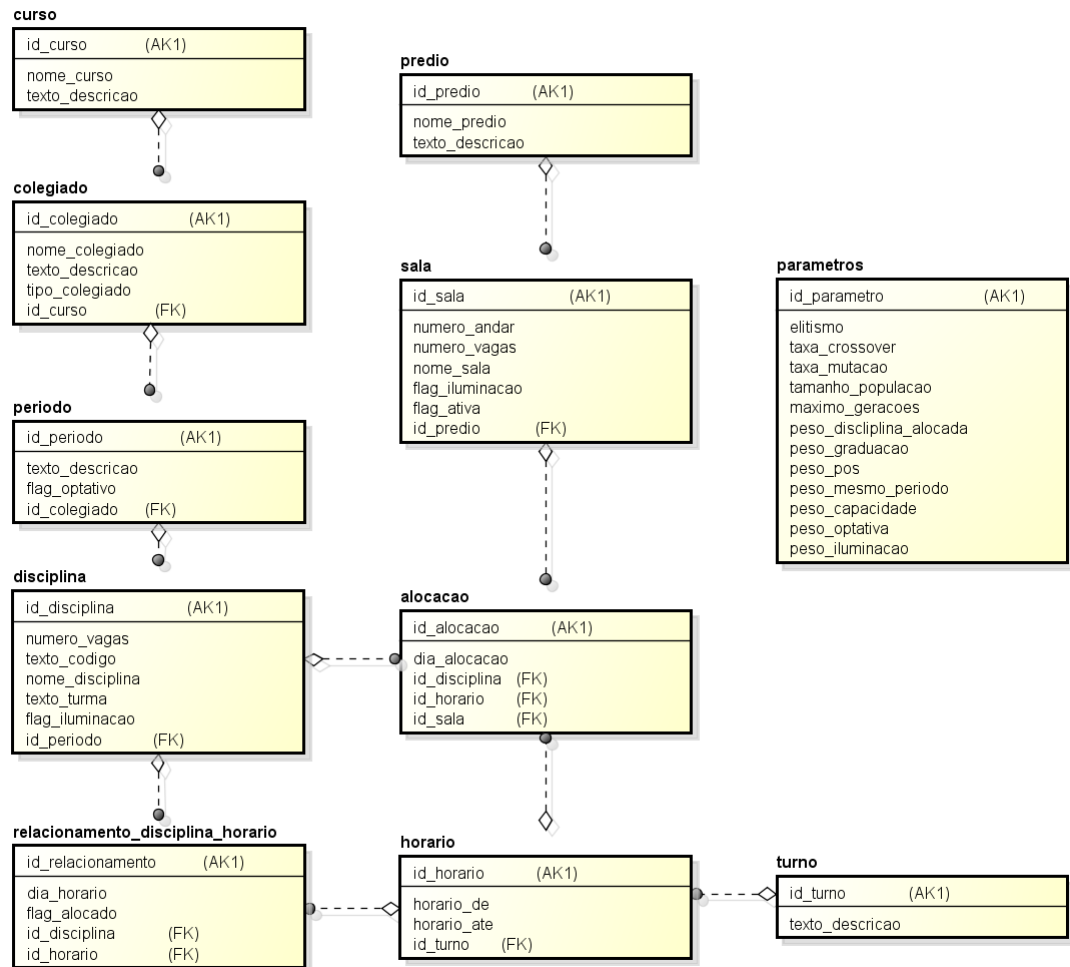 curso
id_curso (AK1)
nome_curso
texto_descricao
colegiado
id_colegiado (AK1)
nome_colegiado
texto_descricao
tipo_colegiado
id_curso (FK)
periodo
id_periodo (AK1)
texto_descricao
flag_optativo
id_colegiado (FK)
disciplina
id_disciplina (AK1)
numero_vagas
texto_codigo
nome_disciplina
texto_turma
flag_iluminacao
id_periodo (FK)
relacionamento_disciplina_horario
id_relacionamento (AK1)
dia_horario
flag_alocado
id_disciplina (FK)
id_horario (FK)
predio
id_predio (AK1)
nome_predio
texto_descricao
sala
id_sala (AK1)
numero_andar
numero_vagas
nome_sala
flag_iluminacao
flag_ativa
id_predio (FK)
alocacao
id_alocacao (AK1)
dia_alocacao
id_disciplina (FK)
id_horario (FK)
id_sala (FK)
horario
id_horario (AK1)
horario_de
horario_ate
id_turno (FK)
parametros
id_parametro (AK1)
elitismo
taxa_crossover
taxa_mutacao
tamanho_populacao
maximo_geracoes
peso_discliplina_alocada
peso_graduacao
peso_pos
peso_mesmo_periodo
peso_capacidade
peso_optativa
peso_iluminacao
turno
id_turno (AK1)
texto_descricao